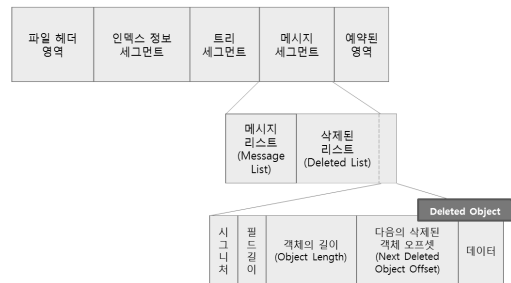 파일 헤더
영역
인덱스 정보
세그먼트
트리
세그먼트
메시지
세그먼트
예약된
영역
메시지
리스트
(Message
List)
삭제된
리스트
(Deleted List)
Deleted Object
시
그
니
처
필
드
길
이
객체의 길이
(Object Length)
다음의 삭제된
객체 오프셋
(Next Deleted
Object Offset)
데이터